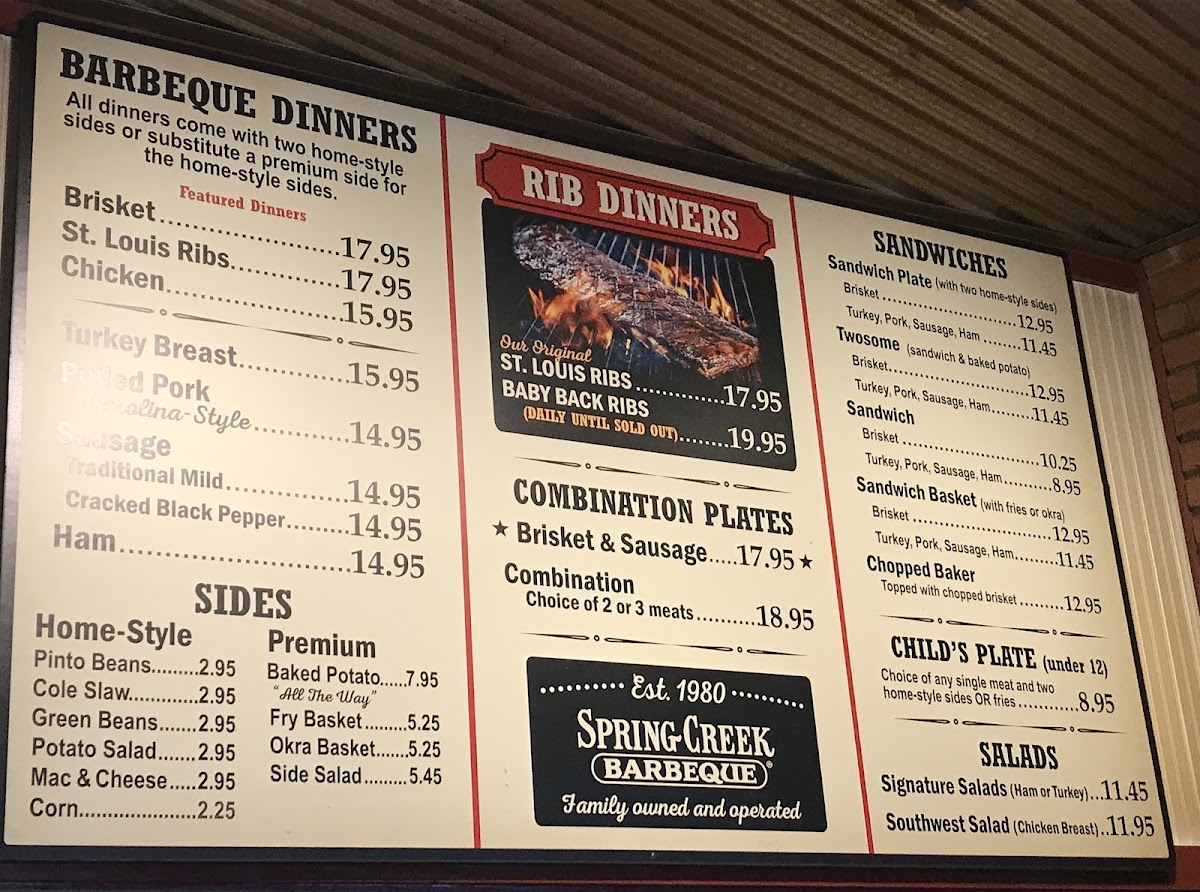 BARBEQUE DINNERS
All dinners come with two home-style
sides or substitute a premium side for
the home-style sides.
Featured Dinners
Brisket....................17.95
St. Louis Ribs............17.95
Chicken...................15.95
Turkey Breast............15.95
Pulled Pork
Carolina-Style............14.95
Sausage
Traditional Mild.............14.95
Cracked Black Pepper........14.95
Ham.........................14.95
SIDES
Home-Style
Pinto Beans........2.95
Cole Slaw............2.95
Green Beans.......2.95
Potato Salad.......2.95
Mac & Cheese.....2.95
Corn......................2.25
Premium
Baked Potato.....7.95
"All The Way"
Fry Basket.........5.25
Okra Basket......5.25
Side Salad.........5.45
RIB DINNERS
Our Original
ST. LOUIS RIBS............17.95
BABY BACK RIBS
(DAILY UNTIL SOLD OUT)........19.95
COMBINATION PLATES
★ Brisket & Sausage.....17.95 ★
Combination
Choice of 2 or 3 meats..........18.95
Est. 1980
SPRING CREEK
BARBEQUE®
Family owned and operated
SANDWICHES
Sandwich Plate (with two home-style sides)
Brisket....................12.95
Turkey, Pork, Sausage, Ham........11.45
Twosome (sandwich & baked potato)
Brisket.........................12.95
Turkey, Pork, Sausage, Ham........11.45
Sandwich
Brisket.........................10.25
Turkey, Pork, Sausage, Ham.........8.95
Sandwich Basket (with fries or okra)
Brisket.........................12.95
Turkey, Pork, Sausage, Ham.........11.45
Chopped Baker
Topped with chopped brisket.........12.95
CHILD'S PLATE (under 12)
Choice of any single meat and two
home-style sides OR fries............8.95
SALADS
Signature Salads (Ham or Turkey)...11.45
Southwest Salad (Chicken Breast)..11.95